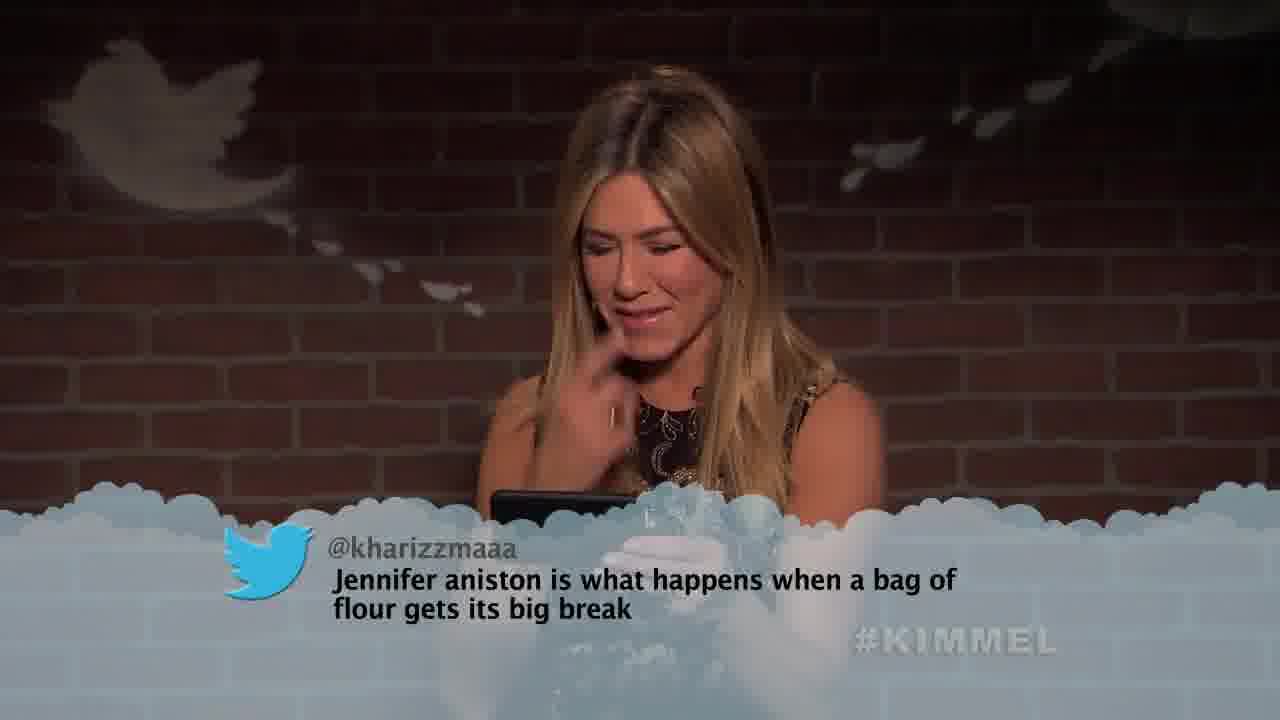 @kharizzmaaa
Jennifer aniston is what happens when a bag of
flour gets its big break
#KIMMEL